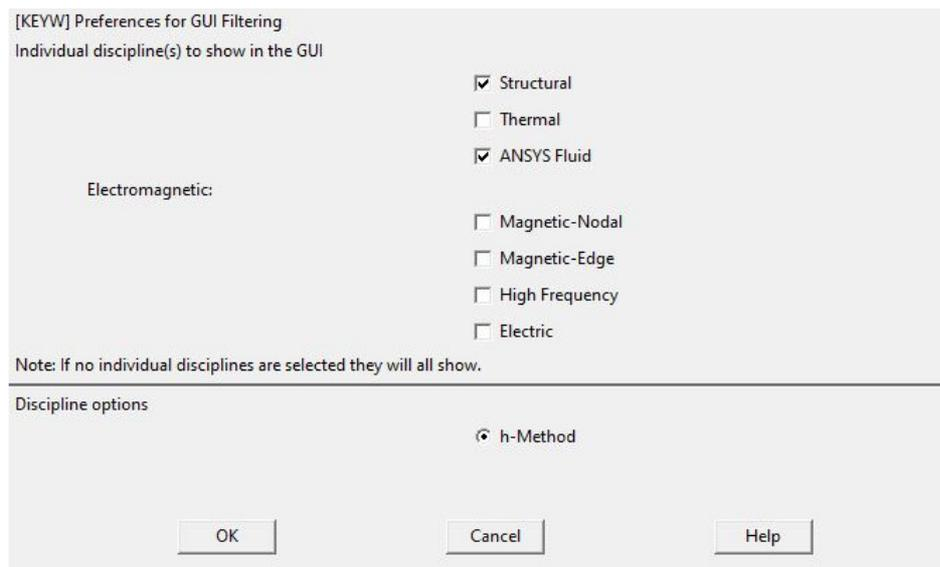 [KEYW] Preferences for GUI Filtering
Individual discipline(s) to show in the GUI
Structural
Thermal
ANSYS Fluid
Electromagnetic:
Magnetic-Nodal
Magnetic-Edge
High Frequency
Electric
Note: If no individual disciplines are selected they will all show.
Discipline options
h-Method
OK Cancel Help